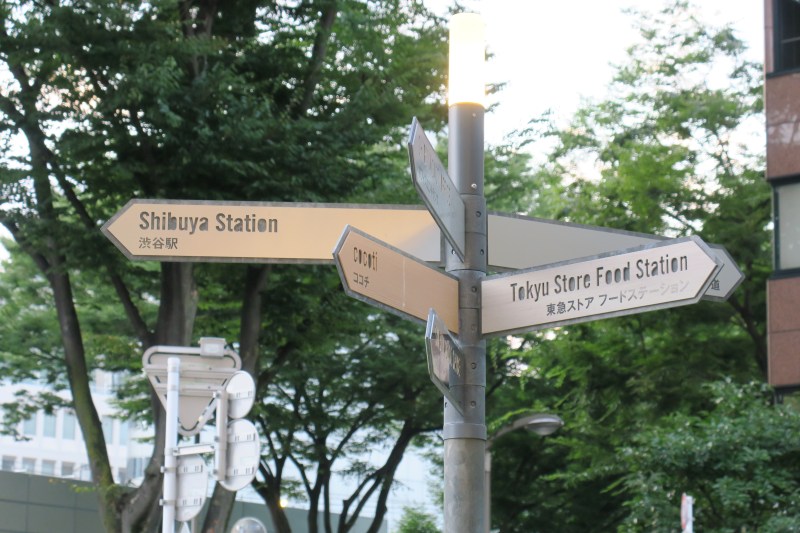 Shibuya Station
渋谷駅
cocoti
ココチ
Tokyu Store Food Station
東急ストア フードステーション
道